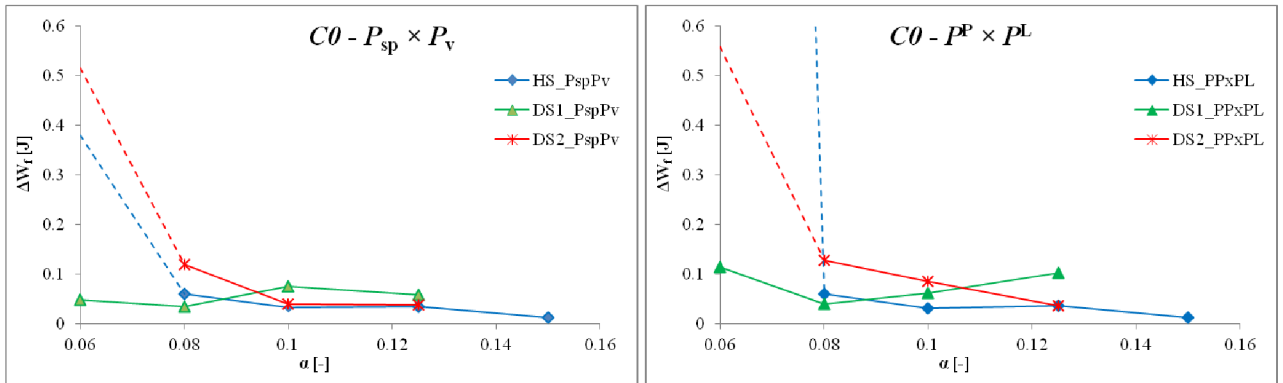 C0 - Psp × Pv
0.6
0.5
0.4
0.3
0.2
0.1
0
ΔWf [J]
HS_PspPv
DS1_PspPv
DS2_PspPv
0.06 0.08 0.1 0.12 0.14 0.16
α [-]
C0 - PP × PL
0.6
0.5
0.4
0.3
0.2
0.1
0
ΔWf [J]
HS_PPxPL
DS1_PPxPL
DS2_PPxPL
0.06 0.08 0.1 0.12 0.14 0.16
α [-]